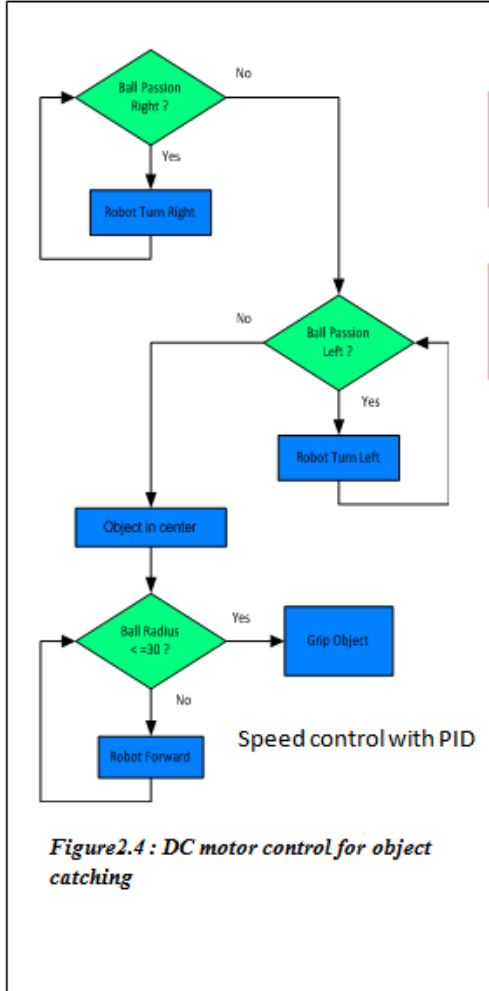 Ball Passion
Right ?
No
Yes
Robot Turn Right
Ball Passion
Left ?
No
Yes
Robot Turn Left
Object in center
Ball Radius
< =30 ?
Yes
Grip Object
No
Robot Forward
Speed control with PID
Figure2.4 : DC motor control for object
catching